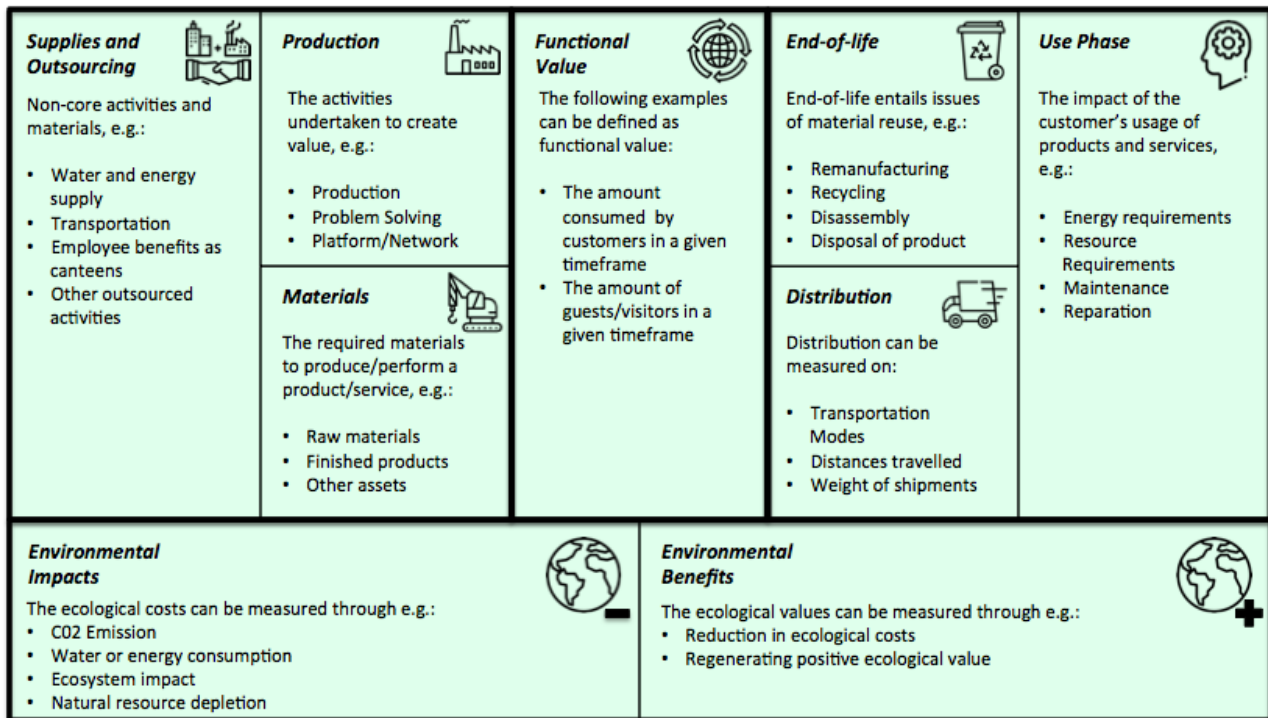 Supplies and
Outsourcing
Non-core activities and
materials, e.g.:
• Water and energy
supply
• Transportation
• Employee benefits as
canteens
• Other outsourced
activities
Production
The activities
undertaken to create
value, e.g.:
• Production
• Problem Solving
• Platform/Network
Materials
The required materials
to produce/perform a
product/service, e.g.:
• Raw materials
• Finished products
• Other assets
Functional
Value
The following examples
can be defined as
functional value:
• The amount
consumed by
customers in a given
timeframe
• The amount of
guests/visitors in a
given timeframe
End-of-life
End-of-life entails issues
of material reuse, e.g.:
• Remanufacturing
• Recycling
• Disassembly
• Disposal of product
Distribution
Distribution can be
measured on:
• Transportation
Modes
• Distances travelled
• Weight of shipments
Use Phase
The impact of the
customer’s usage of
products and services,
e.g.:
• Energy requirements
• Resource
Requirements
• Maintenance
• Reparation
Environmental
Impacts
The ecological costs can be measured through e.g.:
• C02 Emission
• Water or energy consumption
• Ecosystem impact
• Natural resource depletion
Environmental
Benefits
The ecological values can be measured through e.g.:
• Reduction in ecological costs
• Regenerating positive ecological value